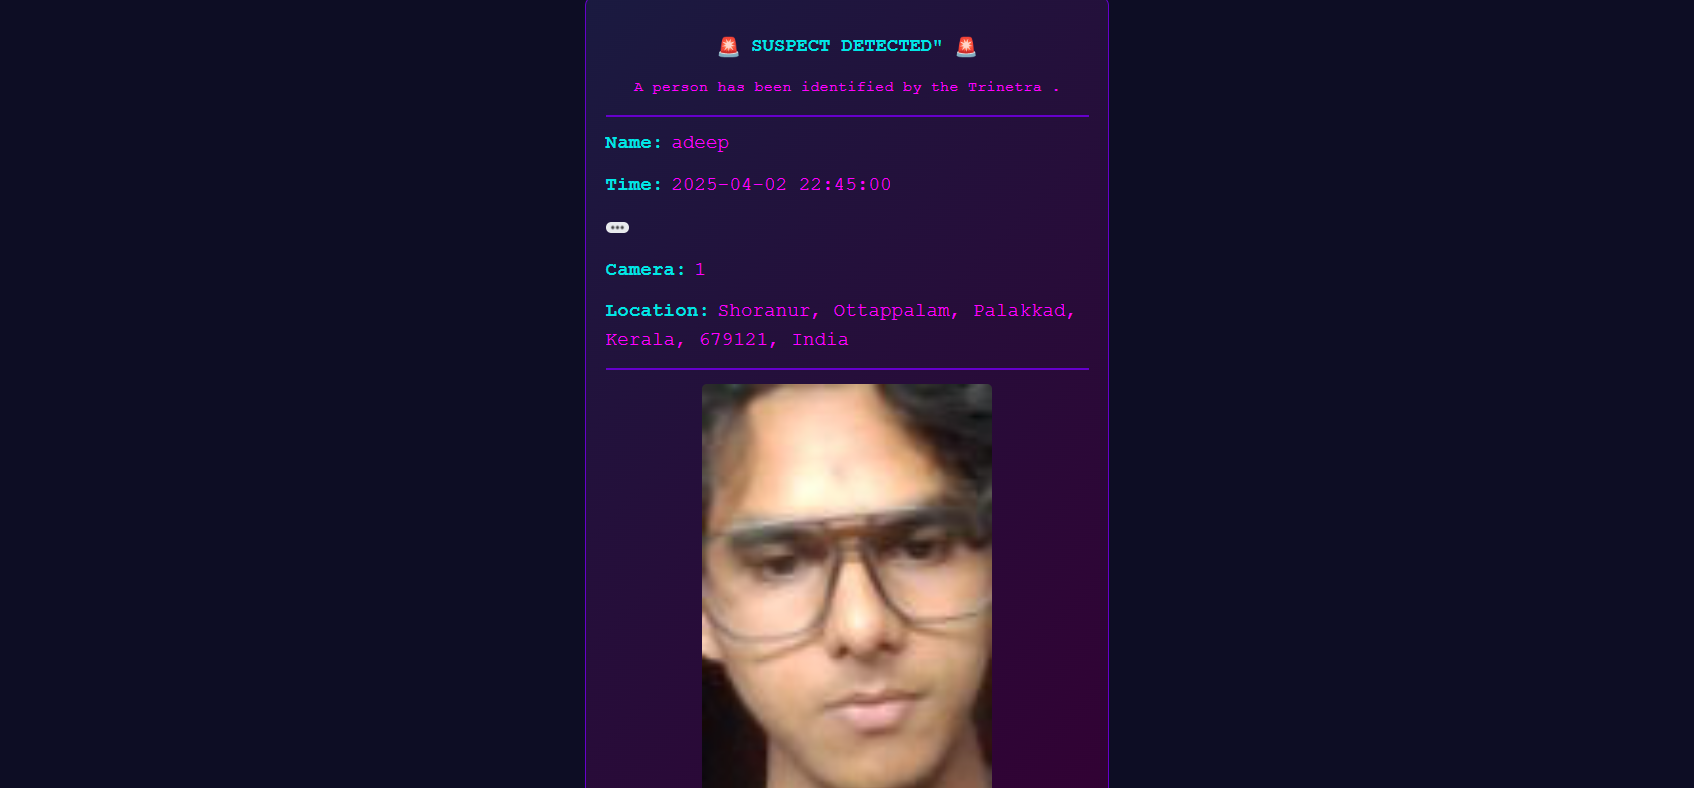 🚨 SUSPECT DETECTED" 🚨
A person has been identified by the Trinetra .
Name: adeep
Time: 2025-04-02 22:45:00
Camera: 1
Location: Shoranur, Ottappalam, Palakkad,
Kerala, 679121, India